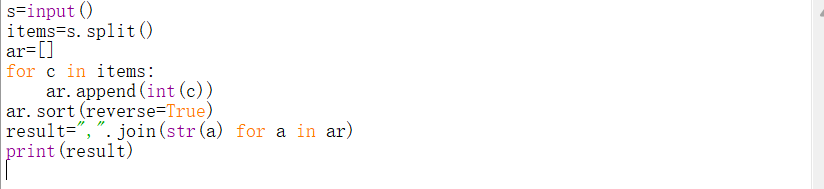 s=input()
items=s.split()
ar=[]
for c in items:
    ar.append(int(c))
ar.sort(reverse=True)
result=",".join(str(a) for a in ar)
print(result)